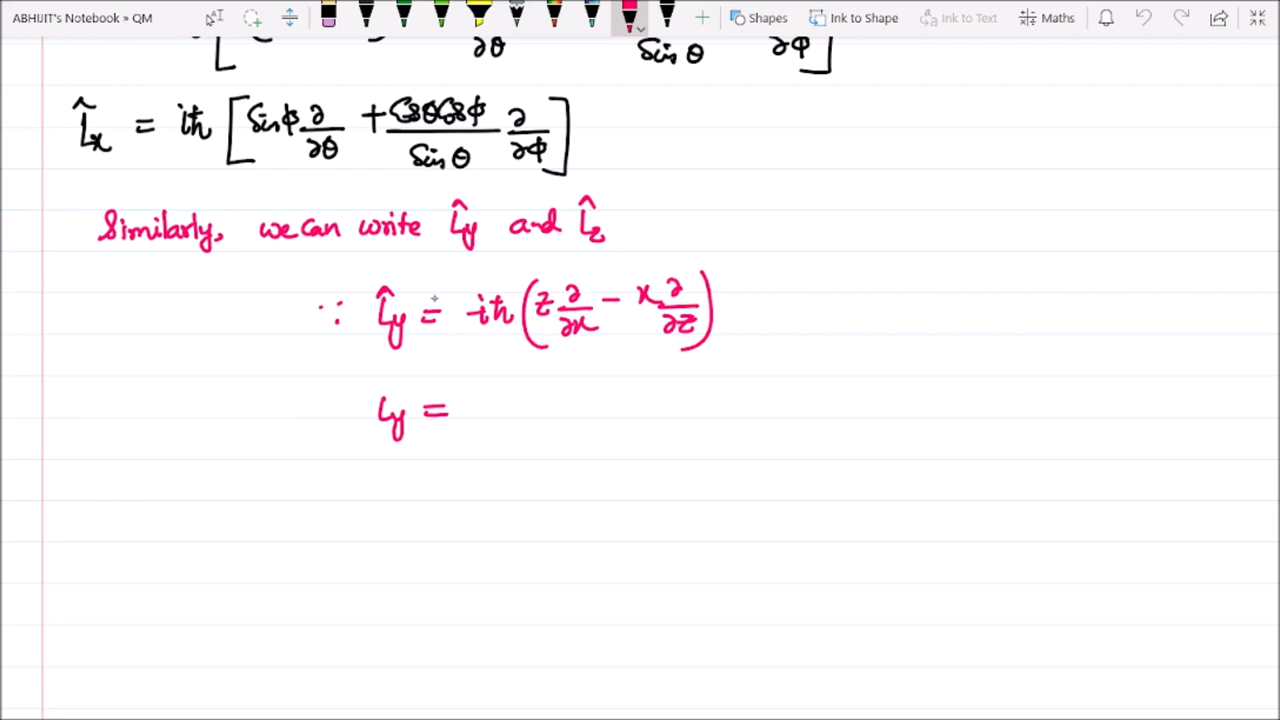 ABHIJIT's Notebook » QM Shapes Ink to Shape Ink to Text Maths
∂θ Sinθ ∂φ
L̂x = iħ [Sinφ ∂/∂θ + CosθCosφ/Sinθ ∂/∂φ]
Similarly, we can write L̂y and L̂z
∵ L̂y = -iħ (z ∂/∂x - x ∂/∂z)
Ly =